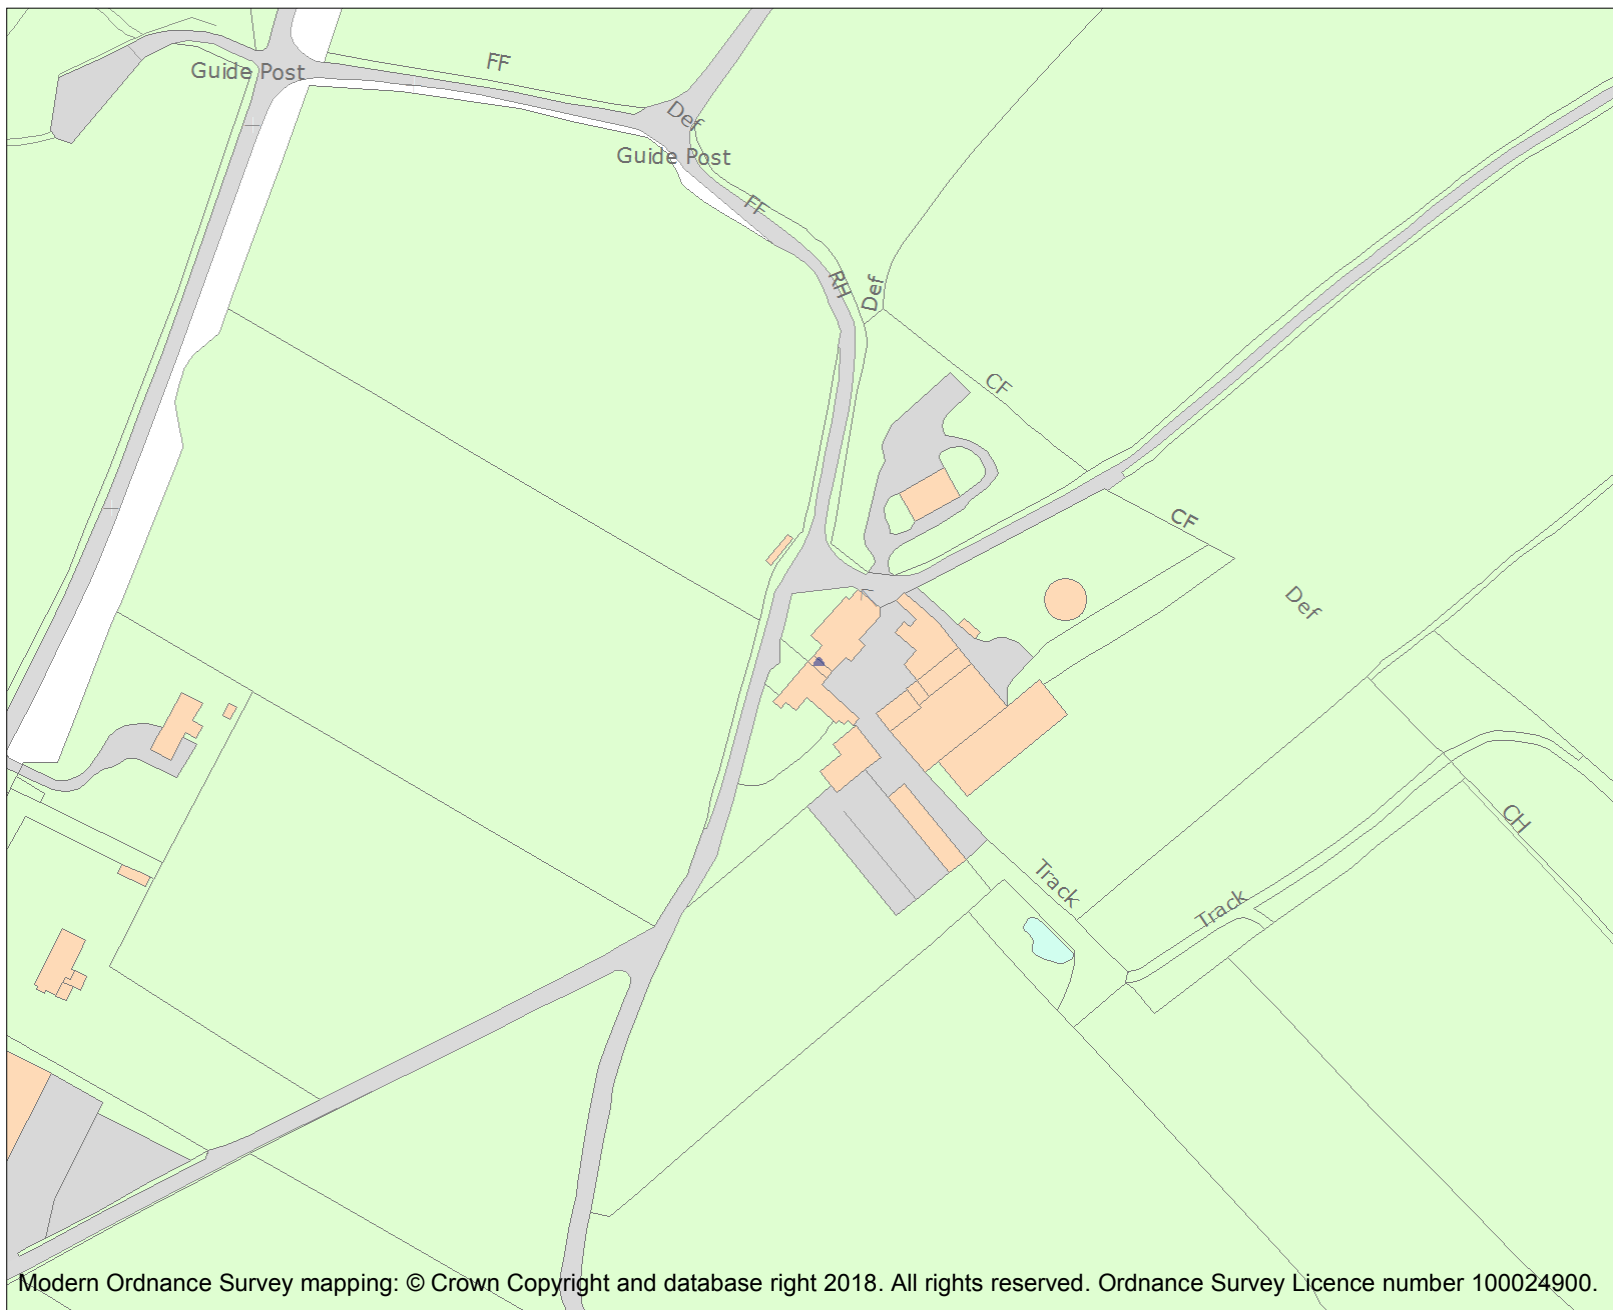 FF
Guide Post
Def
Guide Post
FF
RH
Def
CF
CF
Def
CH
Track
Track
Modern Ordnance Survey mapping: © Crown Copyright and database right 2018. All rights reserved. Ordnance Survey Licence number 100024900.